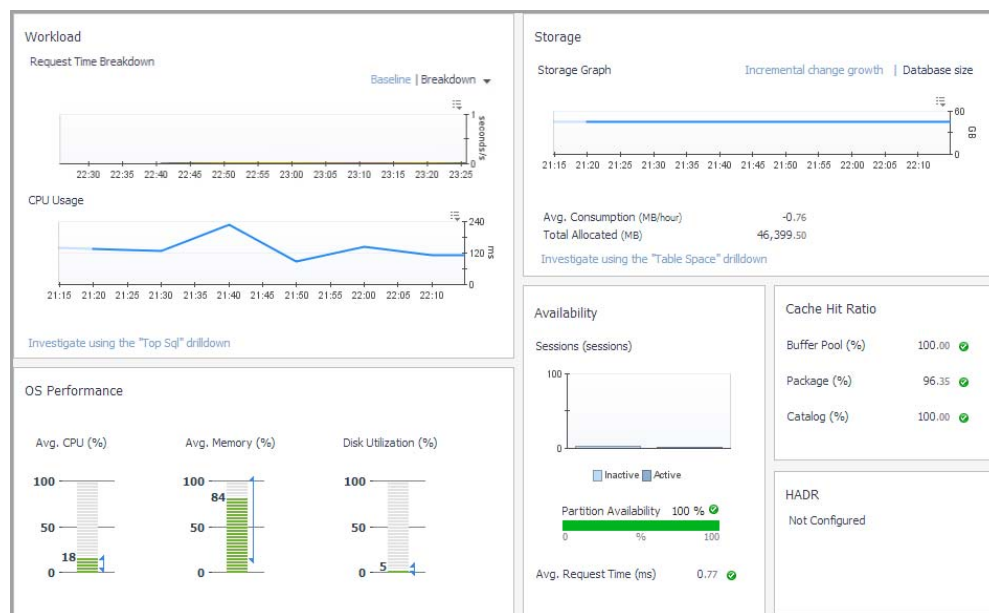 Workload
Request Time Breakdown
Baseline | Breakdown
1
seconds/s
0
22:30 22:35 22:40 22:45 22:50 22:55 23:00 23:05 23:10 23:15 23:20 23:25
CPU Usage
240
120
ms
0
21:15 21:20 21:25 21:30 21:35 21:40 21:45 21:50 21:55 22:00 22:05 22:10
Investigate using the "Top Sql" drilldown
Storage
Storage Graph
Incremental change growth | Database size
60
GB
0
21:15 21:20 21:25 21:30 21:35 21:40 21:45 21:50 21:55 22:00 22:05 22:10
Avg. Consumption (MB/hour) -0.76
Total Allocated (MB) 46,399.50
Investigate using the "Table Space" drilldown
OS Performance
Avg. CPU (%) Avg. Memory (%) Disk Utilization (%)
100 100 100
84
50 50 50
18 5
0 0 0
Availability
Sessions (sessions)
100
0
Inactive Active
Partition Availability 100 %
0 % 100
Avg. Request Time (ms) 0.77
Cache Hit Ratio
Buffer Pool (%) 100.00
Package (%) 96.35
Catalog (%) 100.00
HADR
Not Configured